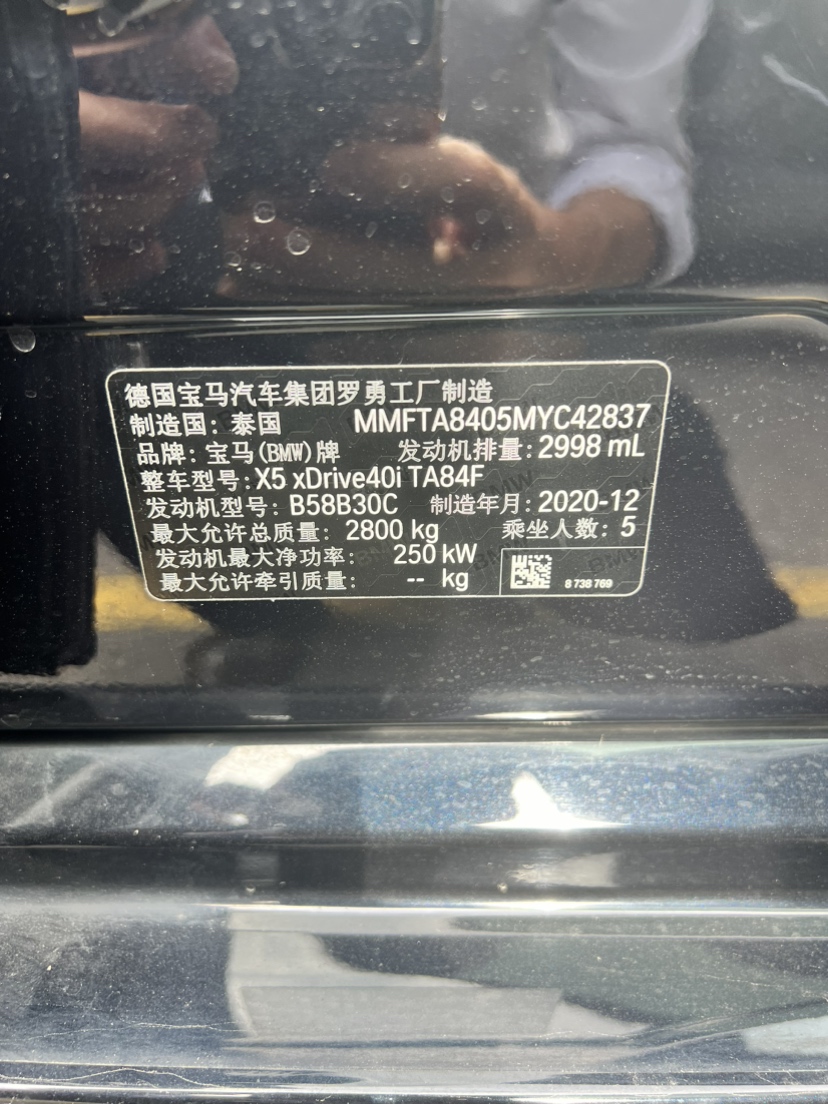 德国宝马汽车集团罗勇工厂制造
制造国: 泰国 MMFTA8405MYC42837
品牌: 宝马(BMW)牌 发动机排量: 2998 mL
整车型号: X5 xDrive40i TA84F
发动机型号: B58B30C 制造年月: 2020-12
最大允许总质量: 2800 kg 乘坐人数: 5
发动机最大净功率: 250 kW
最大允许牵引质量: -- kg
8 738 769